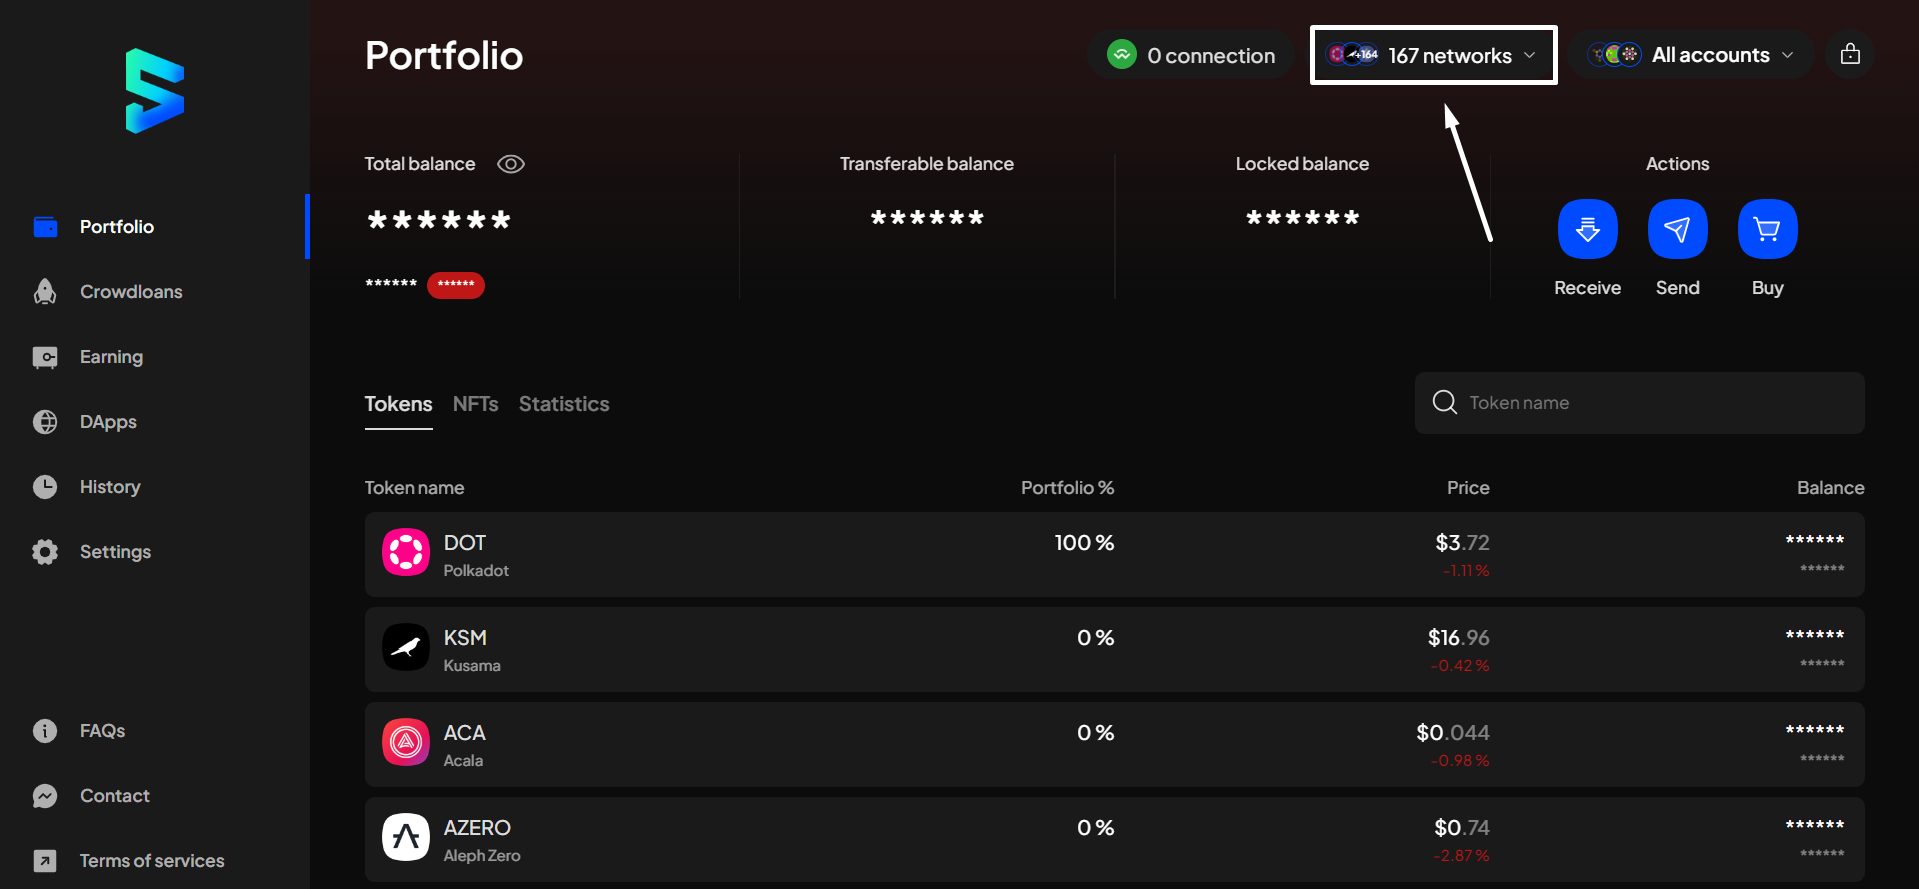 Portfolio
0 connection
+164 167 networks
All accounts
Total balance
Transferable balance
Locked balance
Actions
******
******
******
****** ******
Receive
Send
Buy
Portfolio
Crowdloans
Earning
DApps
History
Settings
FAQs
Contact
Terms of services
Tokens NFTs Statistics
Token name
Token name Portfolio % Price Balance
DOT 100 % $3.72 ******
Polkadot -1.11 % ******
KSM 0 % $16.96 ******
Kusama -0.42 % ******
ACA 0 % $0.044 ******
Acala -0.98 % ******
AZERO 0 % $0.74 ******
Aleph Zero -2.87 % ******